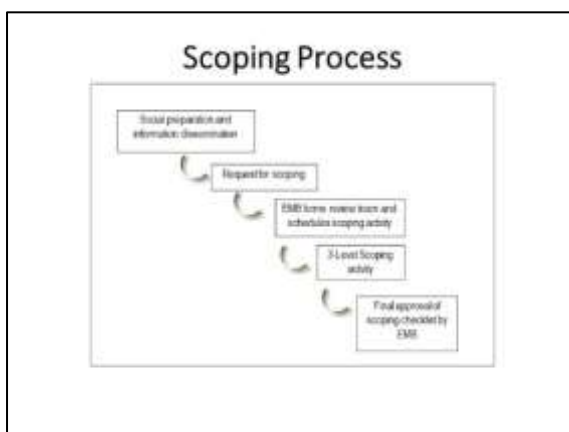 Scoping Process
Social preparation and
information dissemination
Request for scoping
EMB forms review team and
schedules scoping activity
3-Level Scoping
activity
Final approval of
scoping checklist by
EMB